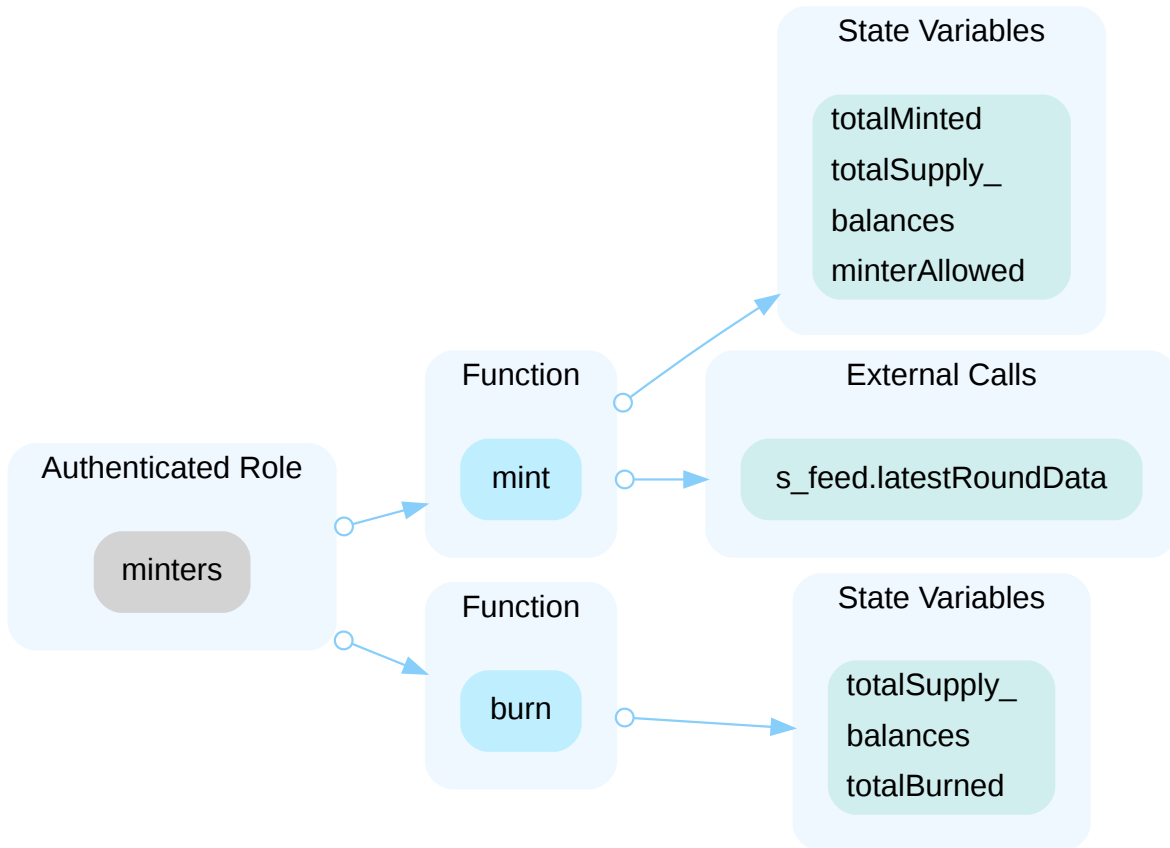 State Variables
totalMinted
totalSupply_
balances
minterAllowed
Function
mint
External Calls
s_feed.latestRoundData
Authenticated Role
minters
Function
burn
State Variables
totalSupply_
balances
totalBurned